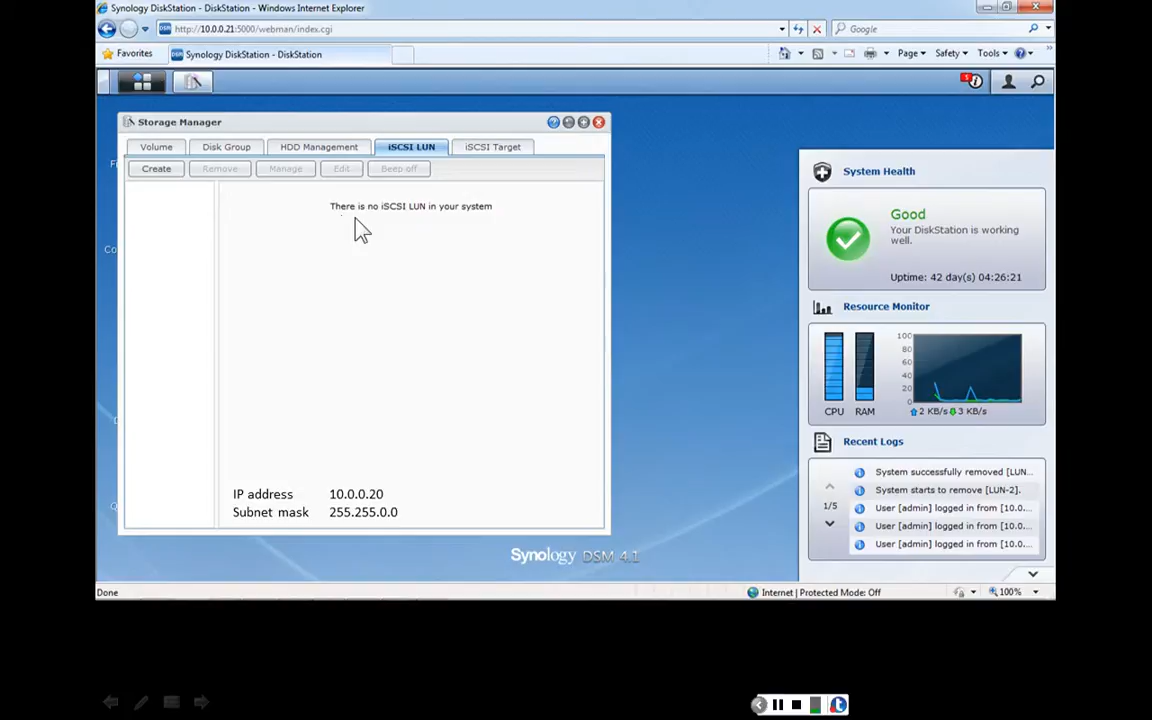 Synology DiskStation - DiskStation - Windows Internet Explorer
http://10.0.0.21:5000/webman/index.cgi
Google
Favorites
Synology DiskStation - DiskStation
Page
Safety
Tools
Storage Manager
Volume
Disk Group
HDD Management
iSCSI LUN
iSCSI Target
Create
Remove
Manage
Edit
Beep off
There is no iSCSI LUN in your system
IP address 10.0.0.20
Subnet mask 255.255.0.0
Synology DSM 4.1
System Health
Good
Your DiskStation is working
well.
Uptime: 42 day(s) 04:26:21
Resource Monitor
100
80
60
40
20
0
CPU
RAM
2 KB/s
3 KB/s
Recent Logs
1/5
System successfully removed [LUN...
System starts to remove [LUN-2].
User [admin] logged in from [10.0....
User [admin] logged in from [10.0....
User [admin] logged in from [10.0....
Done
Internet | Protected Mode: Off
100%